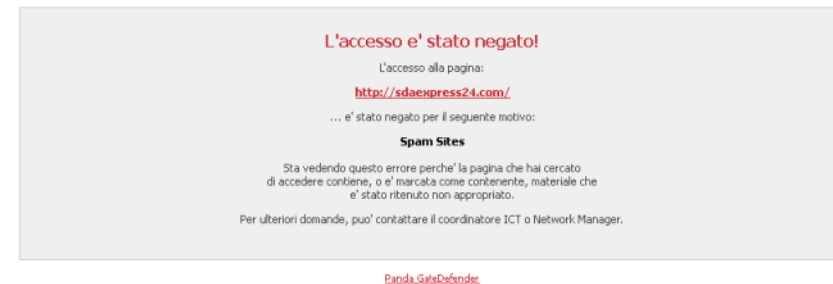 L'accesso e' stato negato!
L'accesso alla pagina:
http://sdaexpress24.com/
... e' stato negato per il seguente motivo:
Spam Sites
Sta vedendo questo errore perche' la pagina che hai cercato
di accedere contiene, o e' marcata come contenente, materiale che
e' stato ritenuto non appropriato.
Per ulteriori domande, puo' contattare il coordinatore ICT o Network Manager.
Panda GateDefender